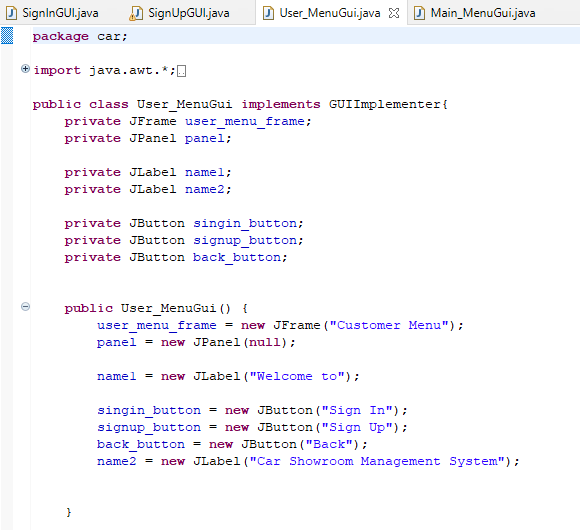 SignInGUI.java SignUpGUI.java User_MenuGui.java Main_MenuGui.java
package car;
import java.awt.*;
public class User_MenuGui implements GUIImplementer{
private JFrame user_menu_frame;
private JPanel panel;
private JLabel name1;
private JLabel name2;
private JButton singin_button;
private JButton signup_button;
private JButton back_button;
public User_MenuGui() {
user_menu_frame = new JFrame("Customer Menu");
panel = new JPanel(null);
name1 = new JLabel("Welcome to");
singin_button = new JButton("Sign In");
signup_button = new JButton("Sign Up");
back_button = new JButton("Back");
name2 = new JLabel("Car Showroom Management System");
}